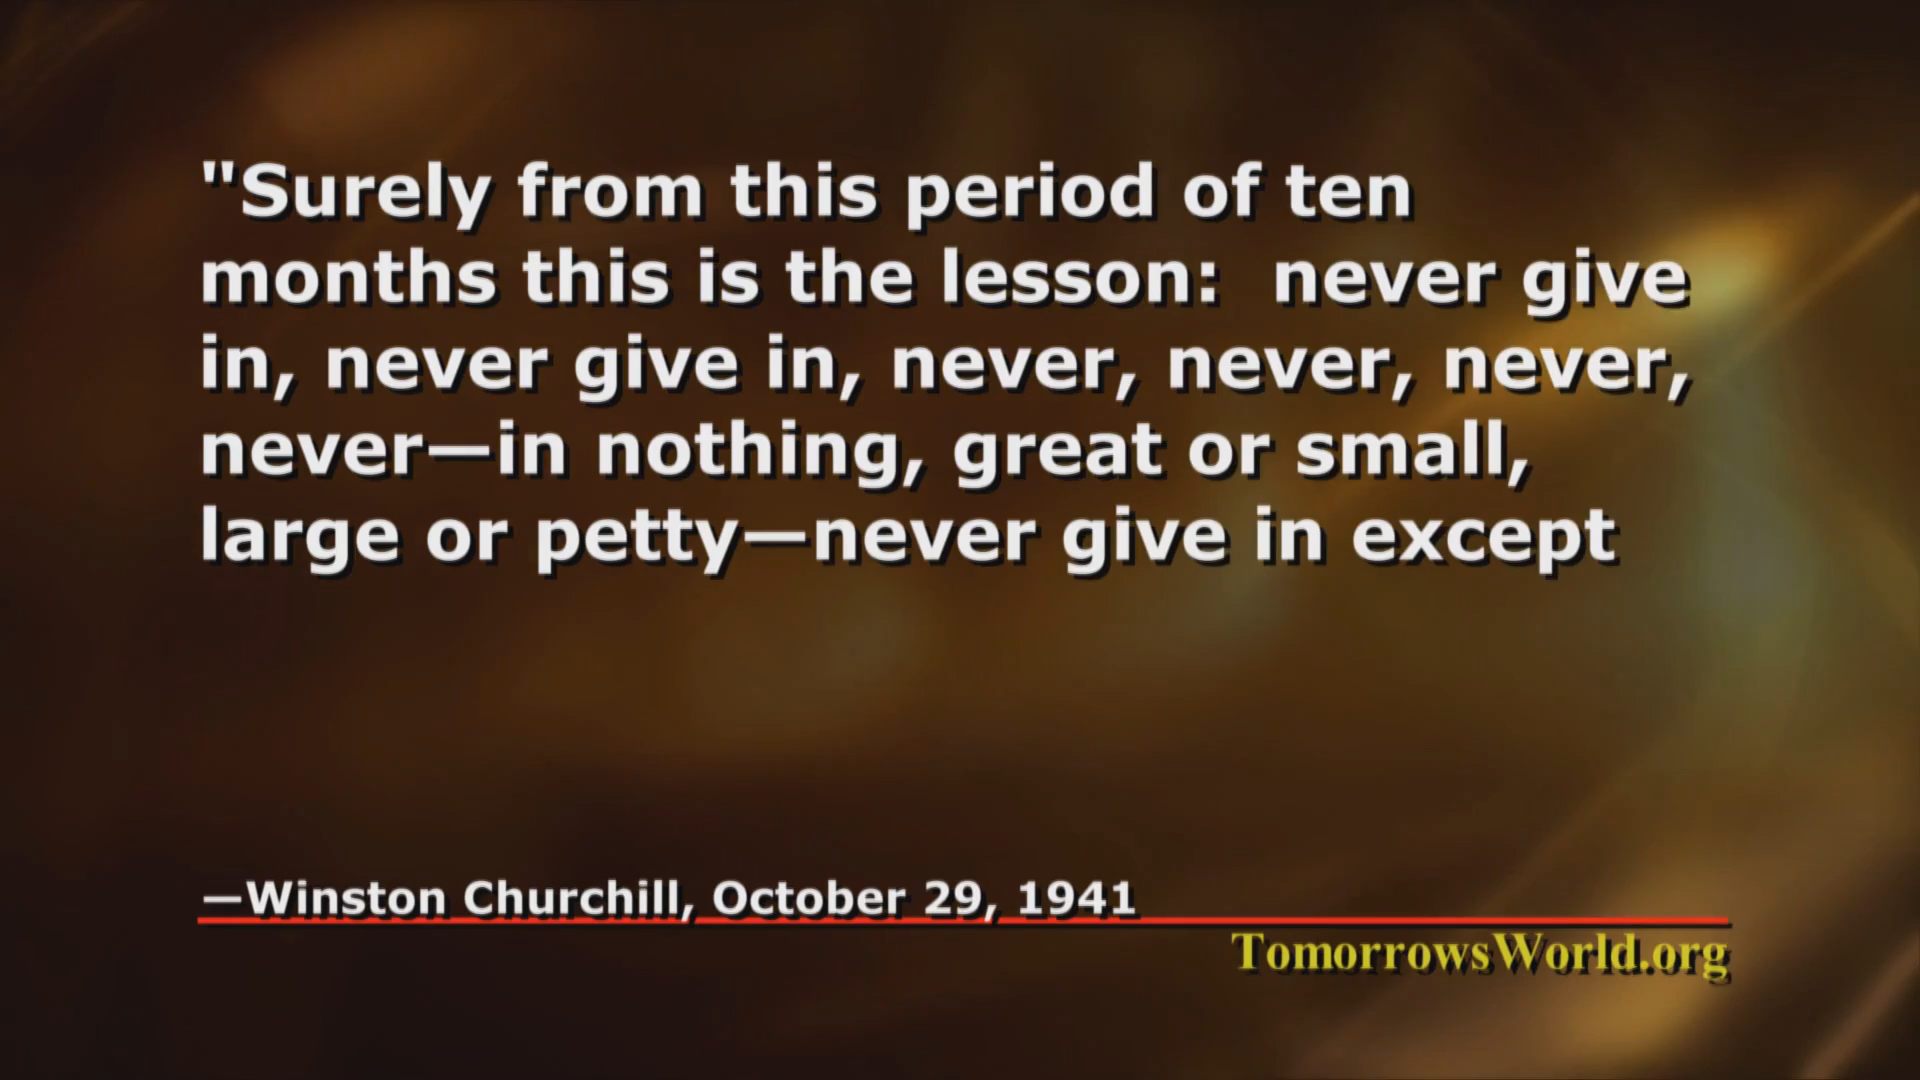 "Surely from this period of ten
months this is the lesson:  never give
in, never give in, never, never, never,
never—in nothing, great or small,
large or petty—never give in except
—Winston Churchill, October 29, 1941
TomorrowsWorld.org